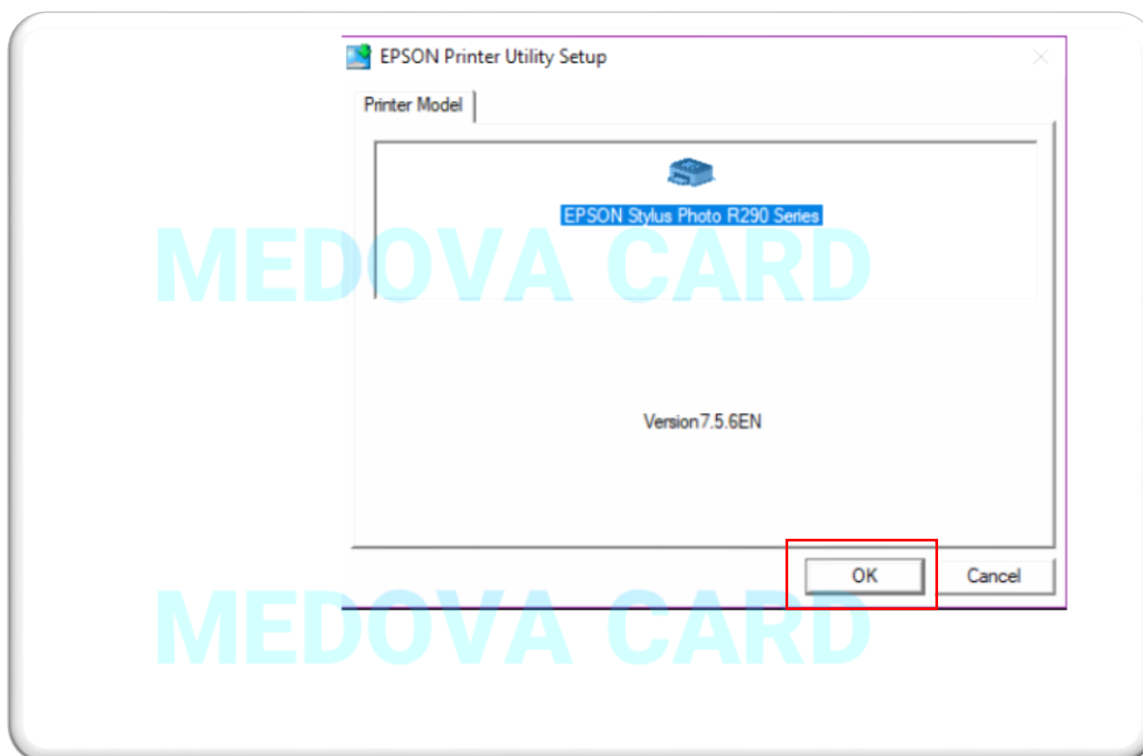 EPSON Printer Utility Setup
Printer Model
EPSON Stylus Photo R290 Series
MEDOVA CARD
Version7.5.6EN
OK Cancel
MEDOVA CARD